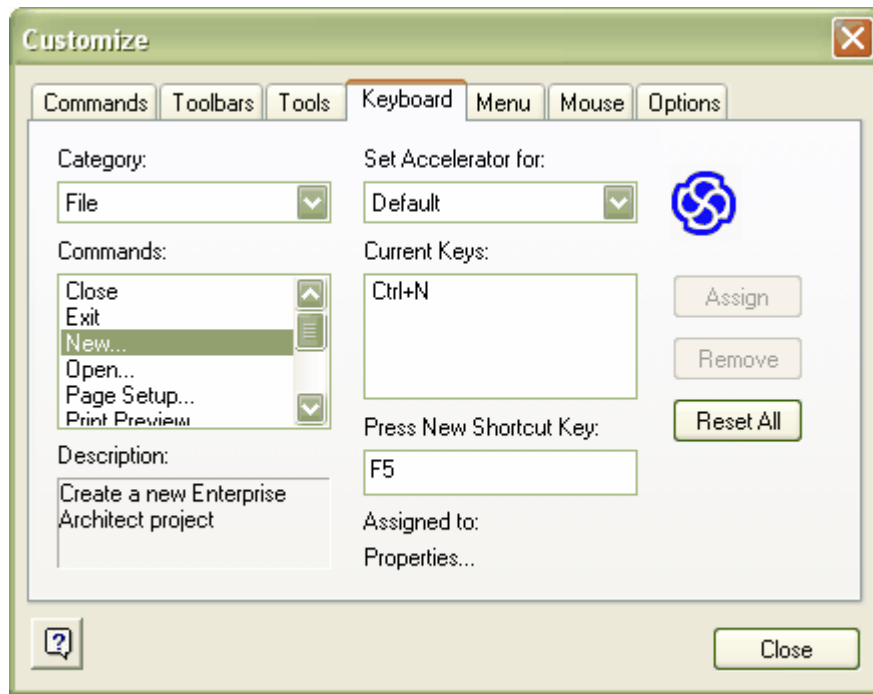 Customize
Commands Toolbars Tools Keyboard Menu Mouse Options
Category:
File
Commands:
Close
Exit
New...
Open...
Page Setup...
Print Preview
Description:
Create a new Enterprise
Architect project
Set Accelerator for:
Default
Current Keys:
Ctrl+N
Press New Shortcut Key:
F5
Assigned to:
Properties...
Assign
Remove
Reset All
Close